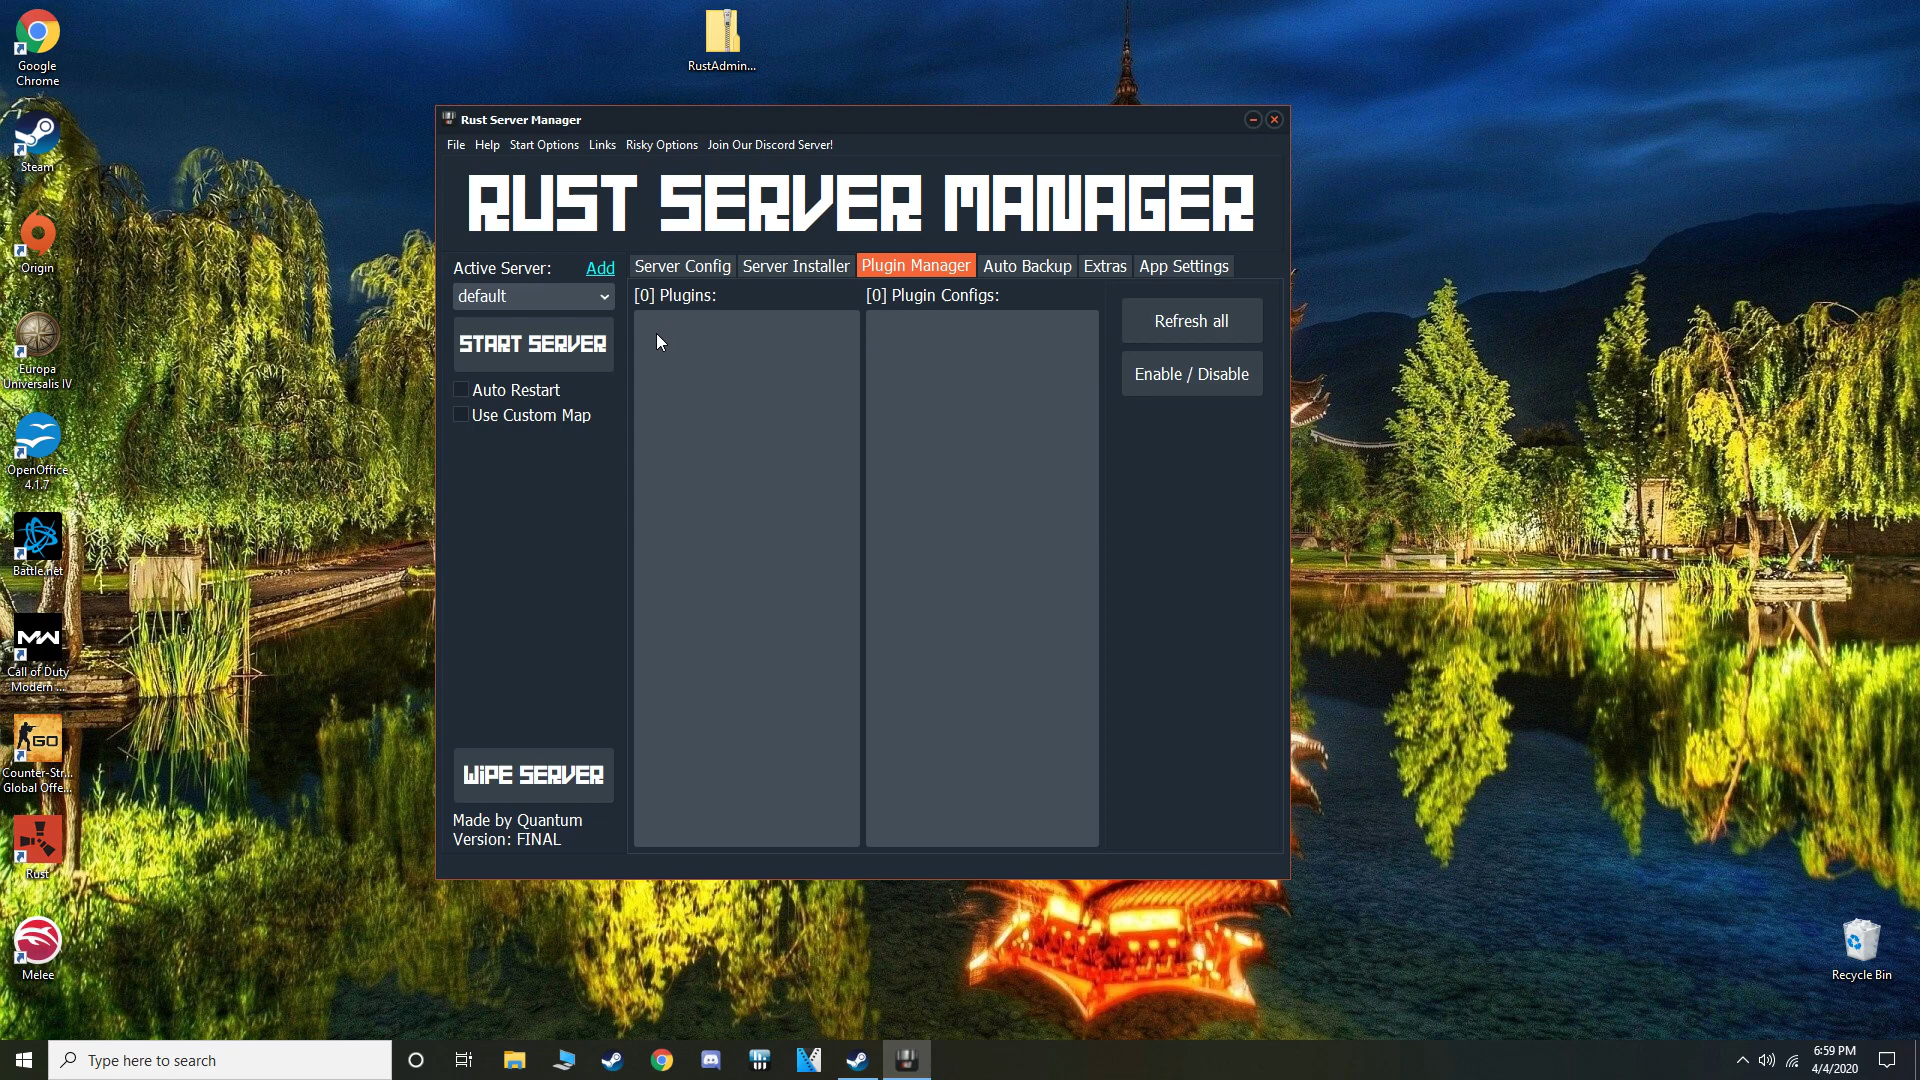 Google
Chrome
Steam
Origin
Europa
Universalis IV
OpenOffice
4.1.7
Battle.net
MW
Call of Duty
Modern ...
GO
Counter-Str...
Global Offe...
Rust
Melee
RustAdmin...
Rust Server Manager
File Help Start Options Links Risky Options Join Our Discord Server!
RUST SERVER MANAGER
Active Server: Add
default
START SERVER
Auto Restart
Use Custom Map
WiPE SERVER
Made by Quantum
Version: FINAL
Server Config Server Installer Plugin Manager Auto Backup Extras App Settings
[0] Plugins: [0] Plugin Configs:
Refresh all
Enable / Disable
Recycle Bin
Type here to search
6:59 PM
4/4/2020